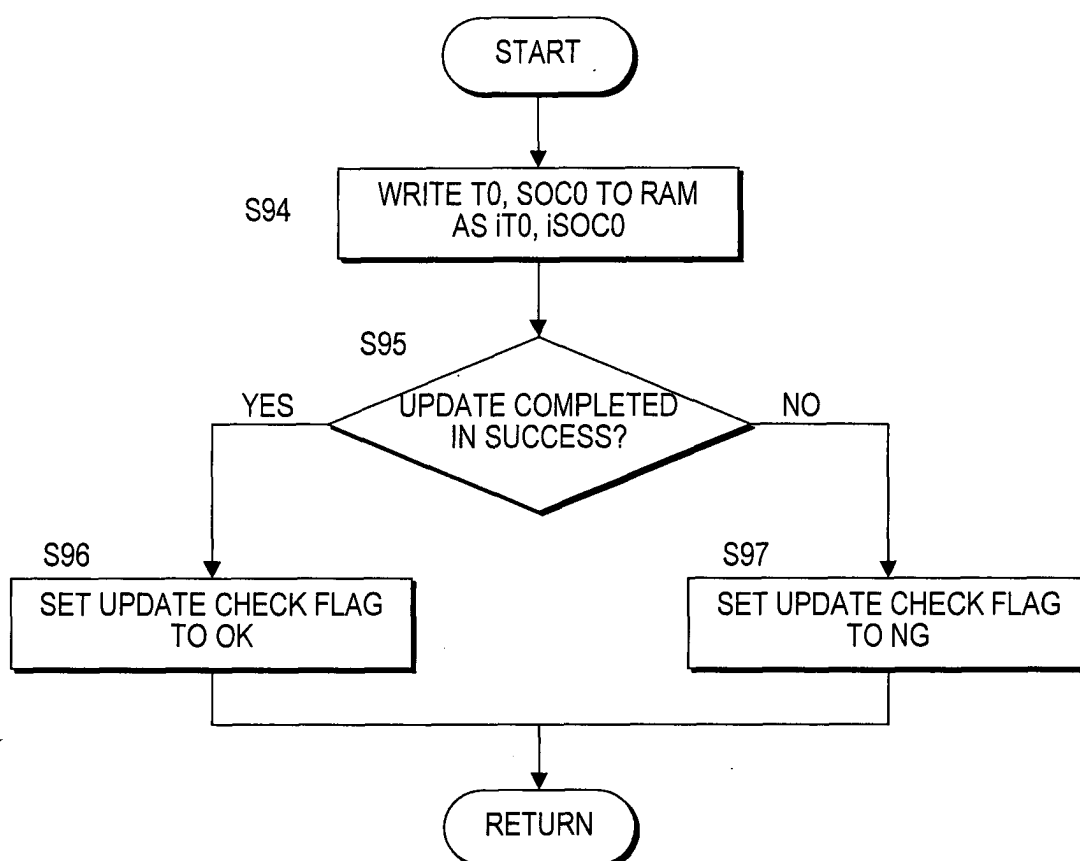 START
WRITE T0, SOC0 TO RAM
AS iT0, iSOC0
S94
S95
UPDATE COMPLETED
IN SUCCESS?
YES
NO
S96
SET UPDATE CHECK FLAG
TO OK
S97
SET UPDATE CHECK FLAG
TO NG
RETURN